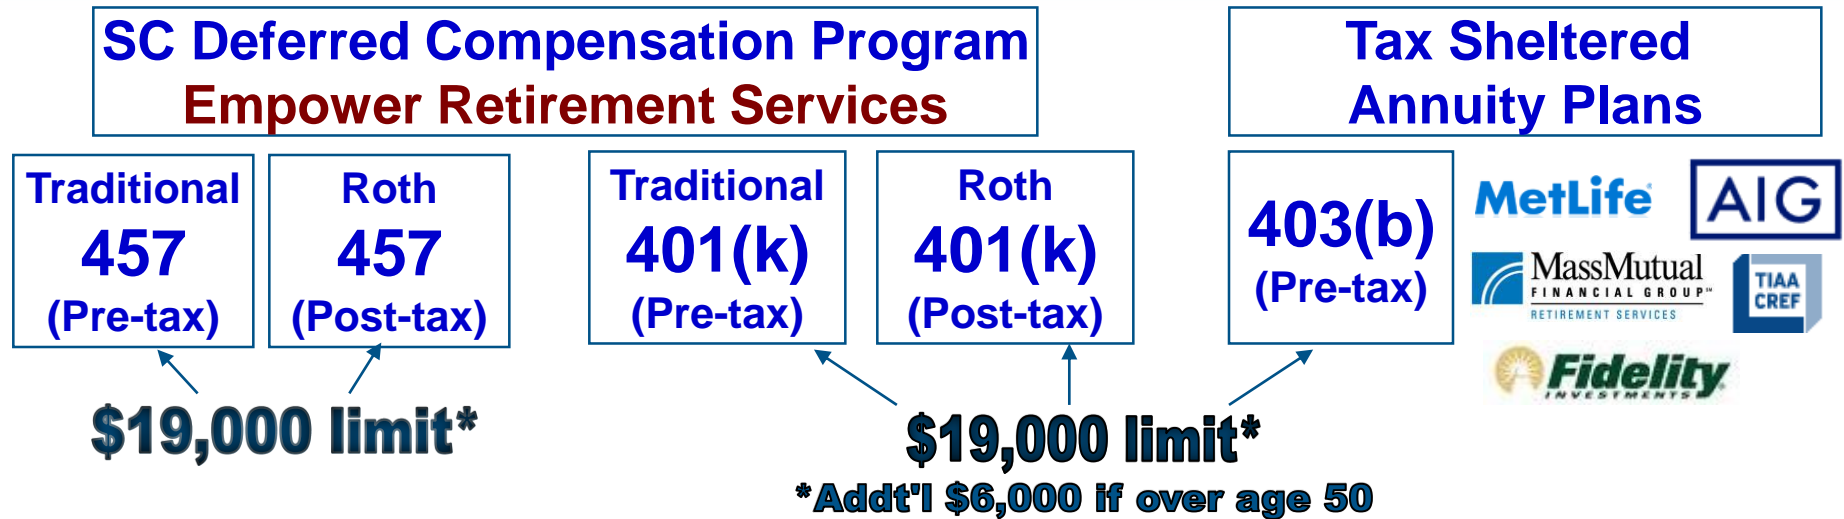 SC Deferred Compensation Program
Empower Retirement Services
Tax Sheltered
Annuity Plans
Traditional
457
(Pre-tax)
Roth
457
(Post-tax)
Traditional
401(k)
(Pre-tax)
Roth
401(k)
(Post-tax)
403(b)
(Pre-tax)
MetLife
AIG
MassMutual
FINANCIAL GROUP℠
RETIREMENT SERVICES
TIAA
CREF
Fidelity
INVESTMENTS
$19,000 limit*
$19,000 limit*
*Addt'l $6,000 if over age 50